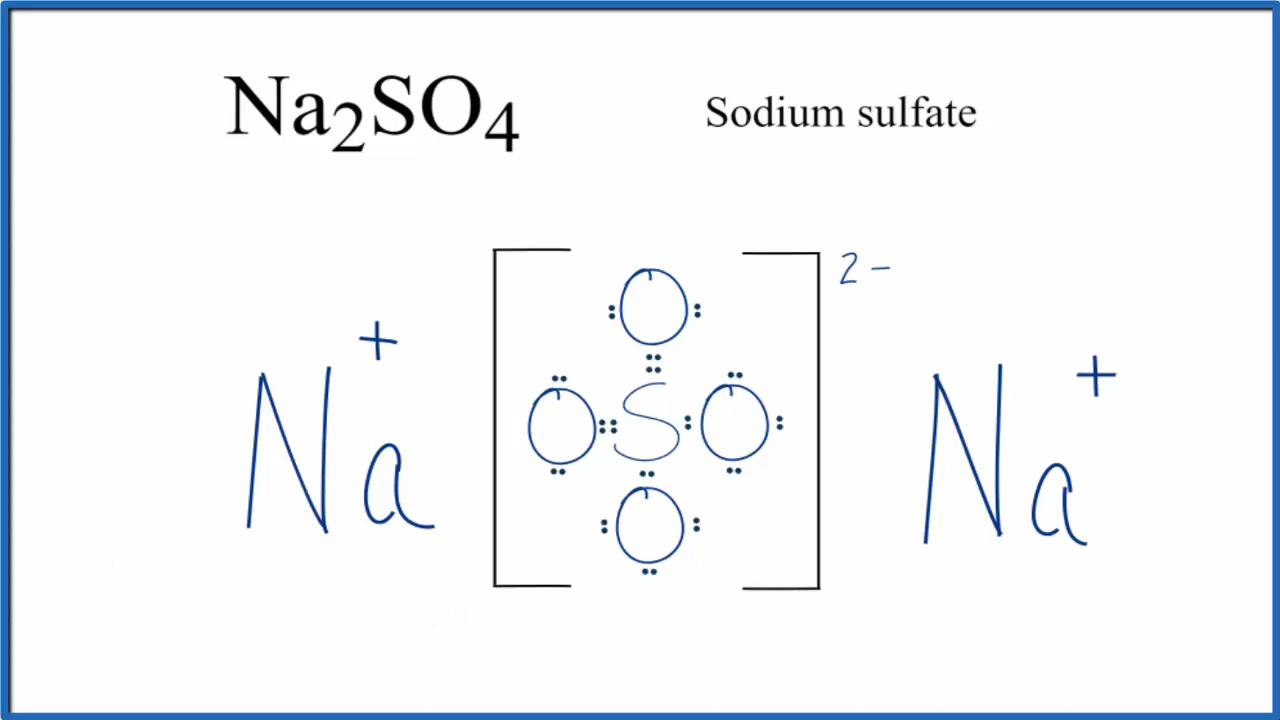 Na₂SO₄ Sodium sulfate
2-
O
Na+ O S O Na+
O